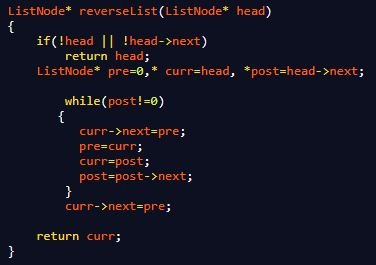 ListNode* reverseList(ListNode* head)
{
    if(!head || !head->next)
        return head;
    ListNode* pre=0,* curr=head, *post=head->next;

        while(post!=0)
       {
          curr->next=pre;
          pre=curr;
          curr=post;
          post=post->next;
        }
        curr->next=pre;

    return curr;
}